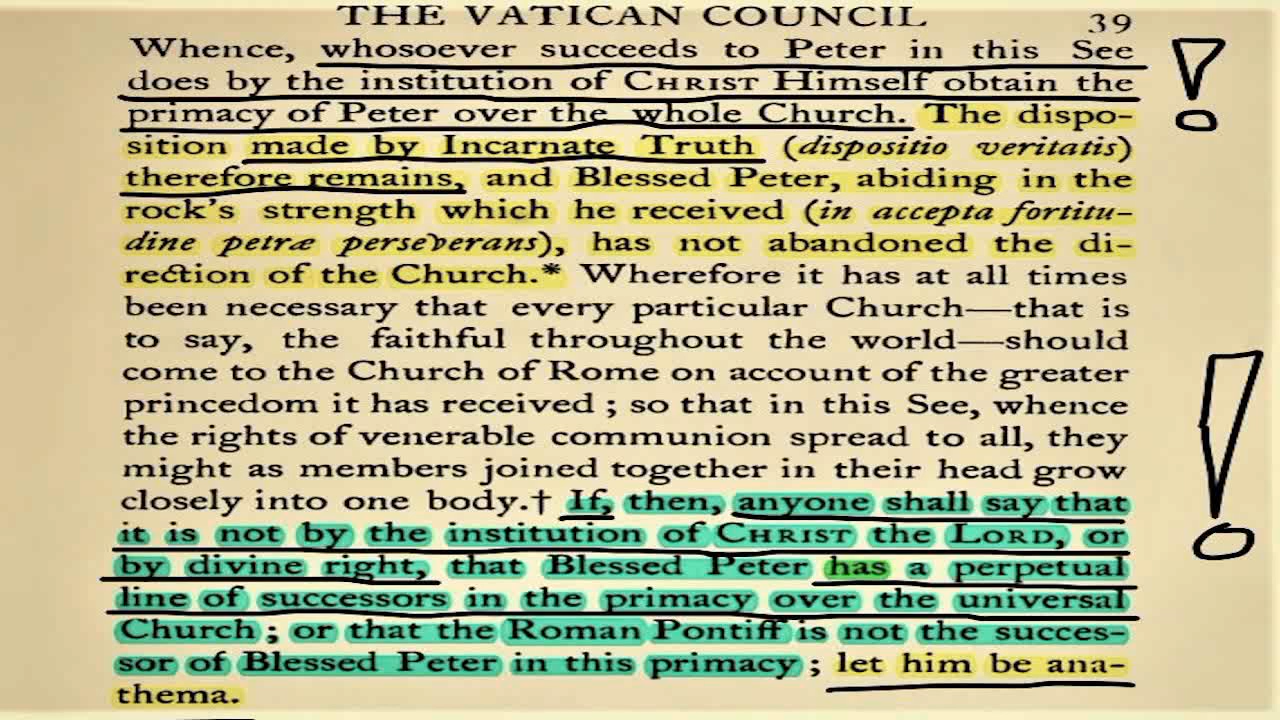 THE VATICAN COUNCIL 39
Whence, whosoever succeeds to Peter in this See
does by the institution of CHRIST Himself obtain the
primacy of Peter over the whole Church. The dispo-
sition made by Incarnate Truth (dispositio veritatis)
therefore remains, and Blessed Peter, abiding in the
rock's strength which he received (in accepta fortitu-
dine petræ perseverans), has not abandoned the di-
rection of the Church.* Wherefore it has at all times
been necessary that every particular Church—that is
to say, the faithful throughout the world—should
come to the Church of Rome on account of the greater
princedom it has received ; so that in this See, whence
the rights of venerable communion spread to all, they
might as members joined together in their head grow
closely into one body.† If, then, anyone shall say that
it is not by the institution of CHRIST the LORD, or
by divine right, that Blessed Peter has a perpetual
line of successors in the primacy over the universal
Church ; or that the Roman Pontiff is not the succes-
sor of Blessed Peter in this primacy ; let him be ana-
thema.
!
!